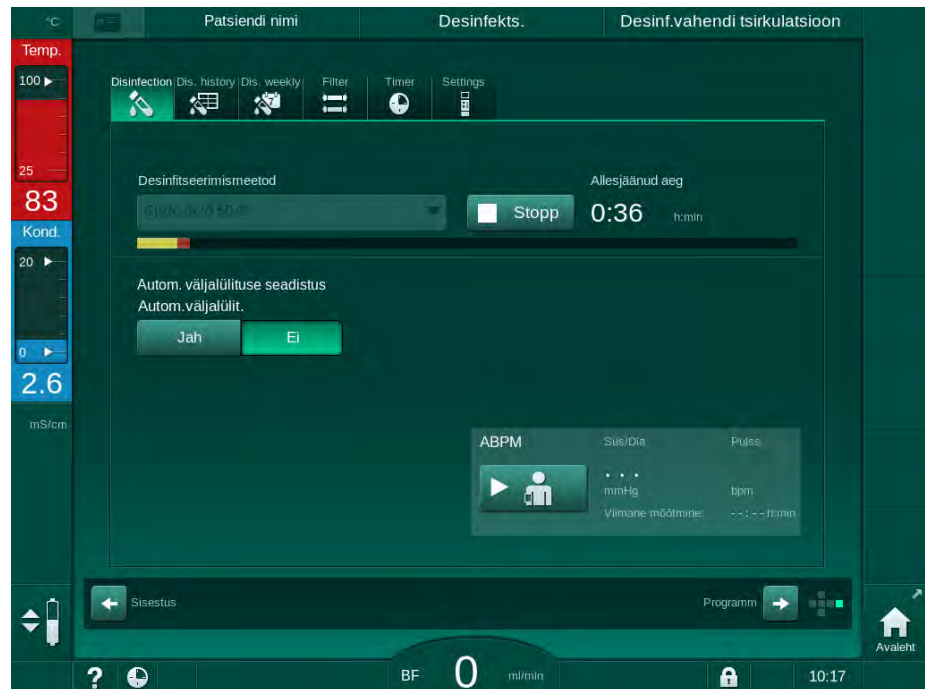 °C Patsiendi nimi Desinfekts. Desinf.vahendi tsirkulatsioon
Temp.
100
Disinfection Dis. history Dis. weekly Filter Timer Settings
7
25
83
Desinfitseerimismeetod Allesjäänud aeg
Stopp 0:36 h:min
Kond.
20
Autom. väljalülituse seadistus
Autom.väljalülit.
Jah Ei
0
2.6
mS/cm
ABPM Süs/Dia Pulss
mmHg bpm
Viimane mõõtmine: --:-- h:min
Sisestus Programm
Avaleht
? BF 0 ml/min 10:17